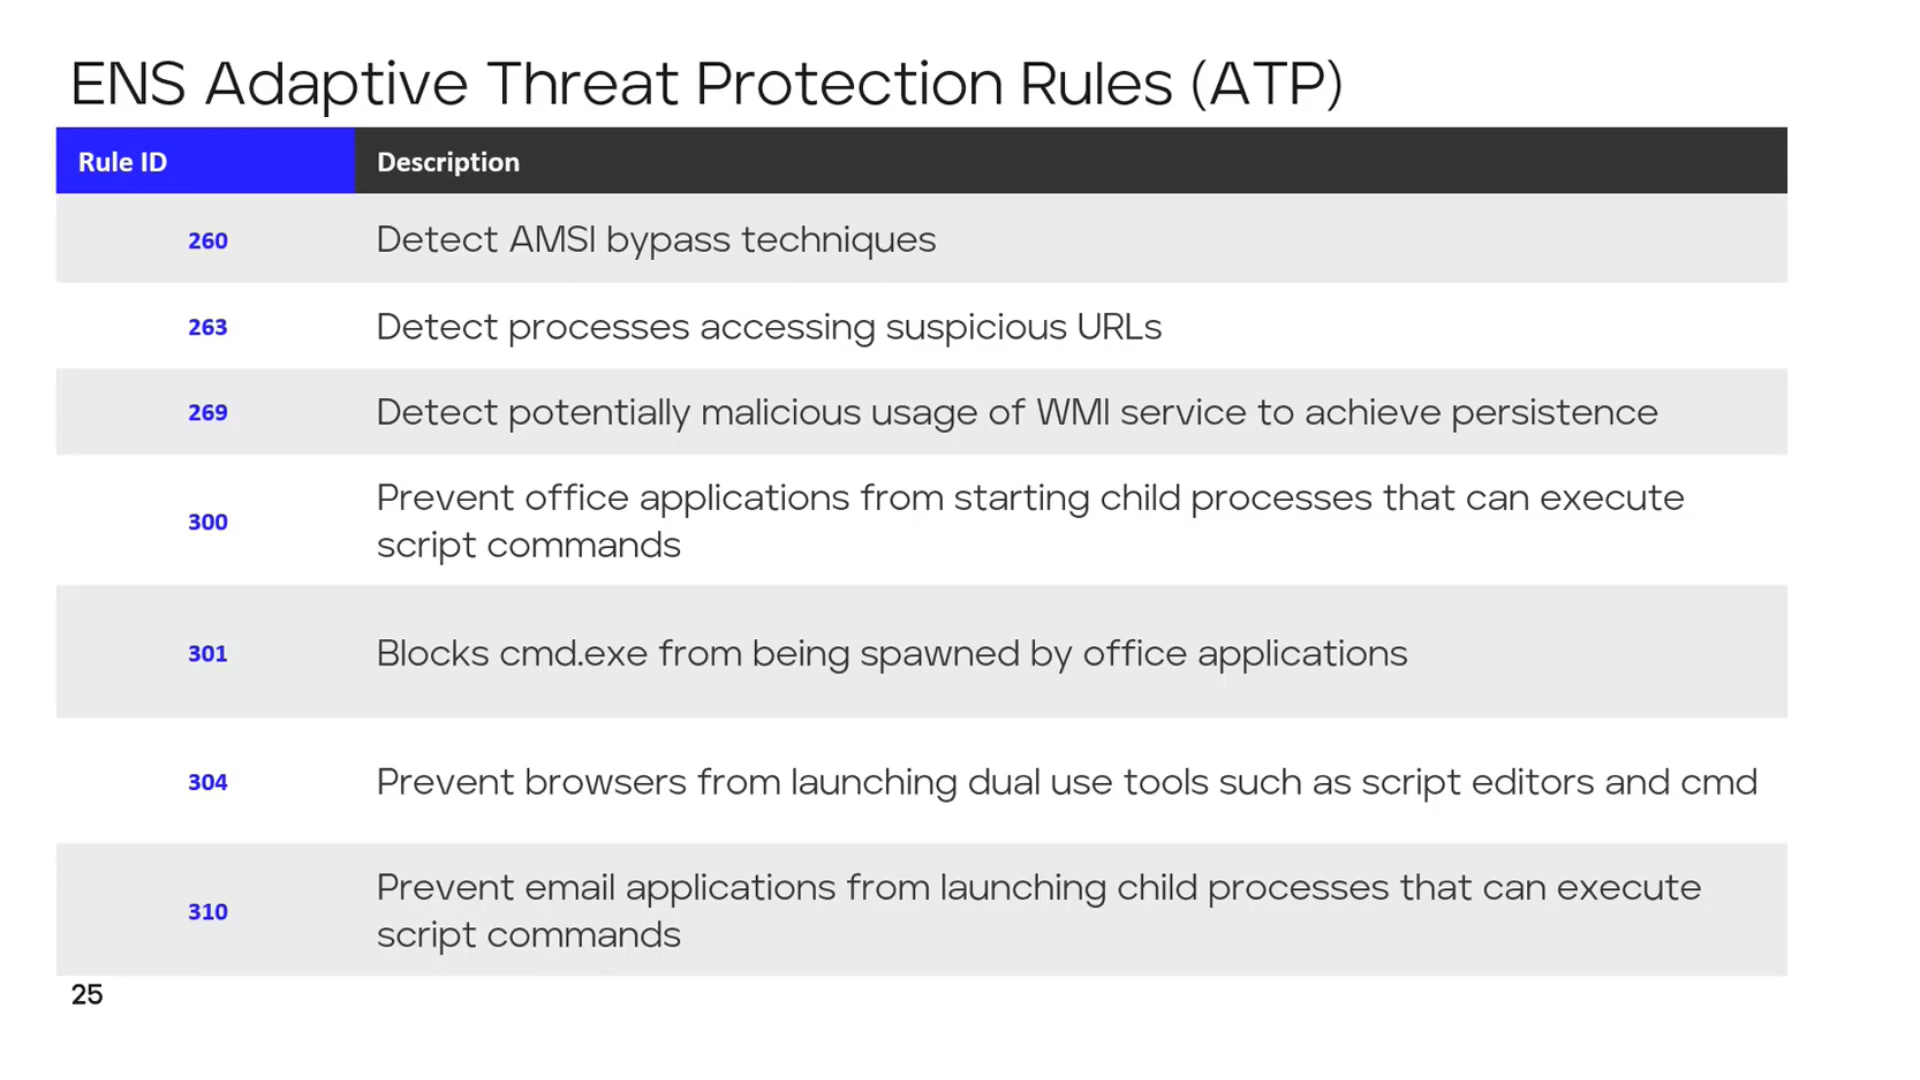 ENS Adaptive Threat Protection Rules (ATP)
Rule ID Description
260 Detect AMSI bypass techniques
263 Detect processes accessing suspicious URLs
269 Detect potentially malicious usage of WMI service to achieve persistence
300 Prevent office applications from starting child processes that can execute
script commands
301 Blocks cmd.exe from being spawned by office applications
304 Prevent browsers from launching dual use tools such as script editors and cmd
310 Prevent email applications from launching child processes that can execute
script commands
25